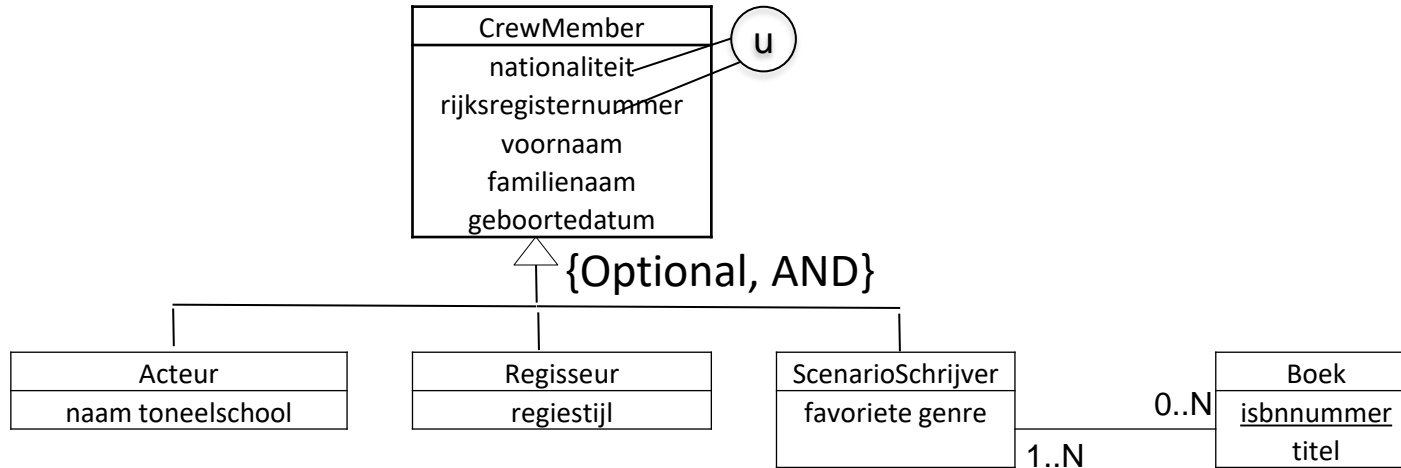 CrewMember
u
nationaliteit
rijksregisternummer
voornaam
familienaam
geboortedatum
{Optional, AND}
Acteur
naam toneelschool
Regisseur
regiestijl
ScenarioSchrijver
favoriete genre
1..N
0..N
Boek
isbnnummer
titel